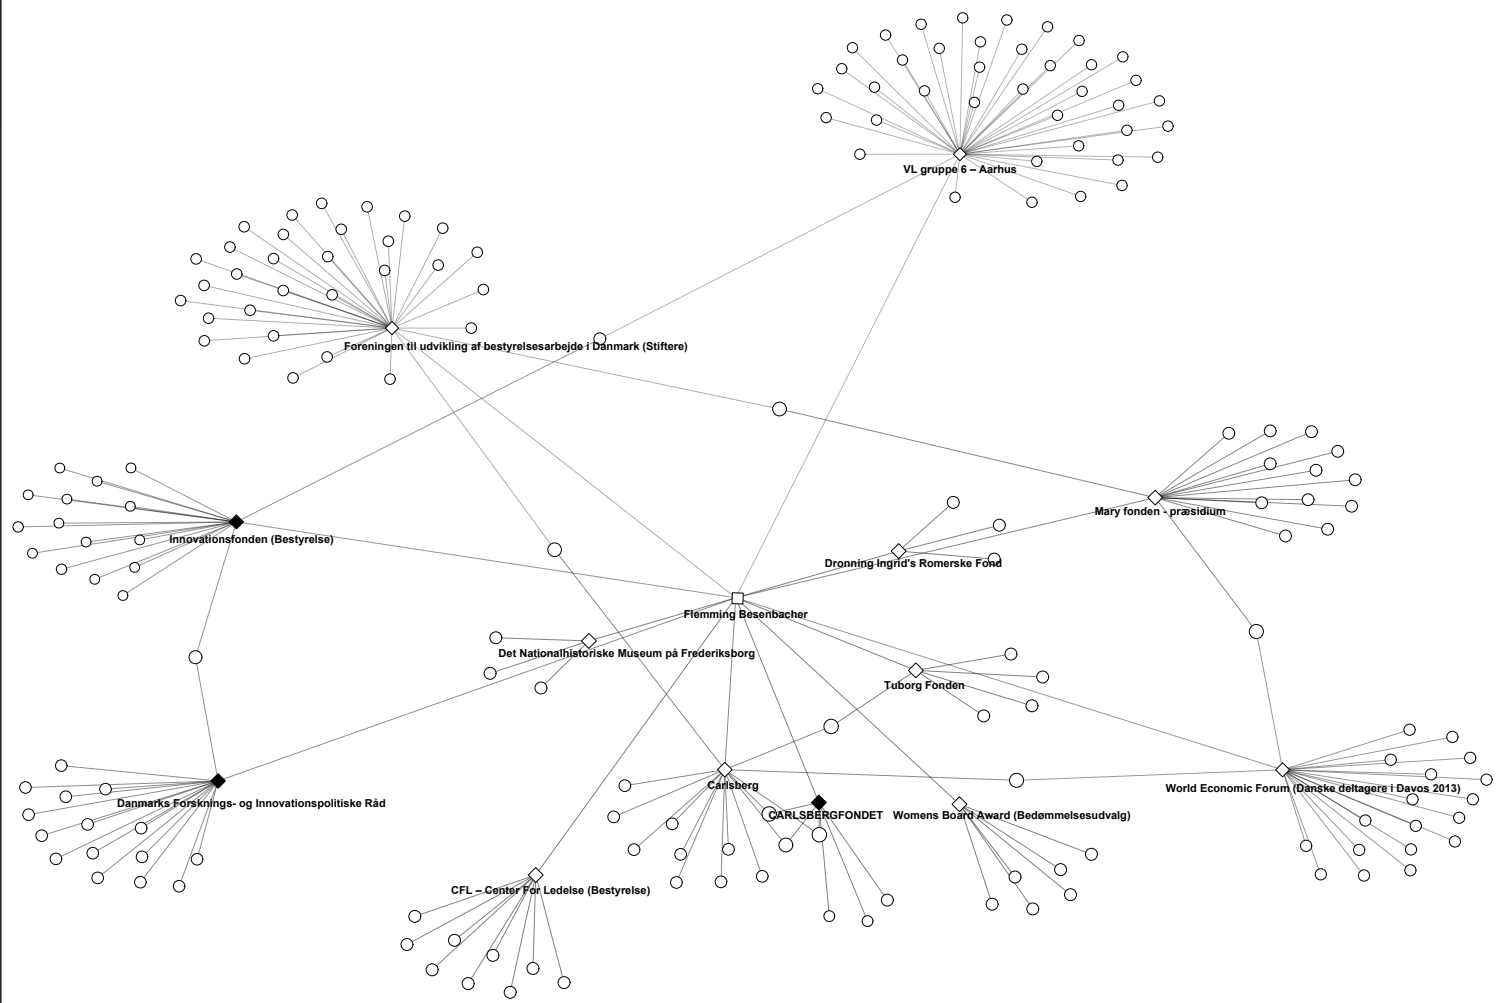 VL gruppe 6 – Aarhus
Foreningen til udvikling af bestyrelsesarbejde i Danmark (Stiftere)
Mary fonden - præsidium
Innovationsfonden (Bestyrelse)
Dronning Ingrid's Romerske Fond
Flemming Besenbacher
Det Nationalhistoriske Museum på Frederiksborg
Tuborg Fonden
Carlsberg
World Economic Forum (Danske deltagere i Davos 2013)
Danmarks Forsknings- og Innovationspolitiske Råd
CARLSBERGFONDET
Womens Board Award (Bedømmelsesudvalg)
CFL – Center For Ledelse (Bestyrelse)